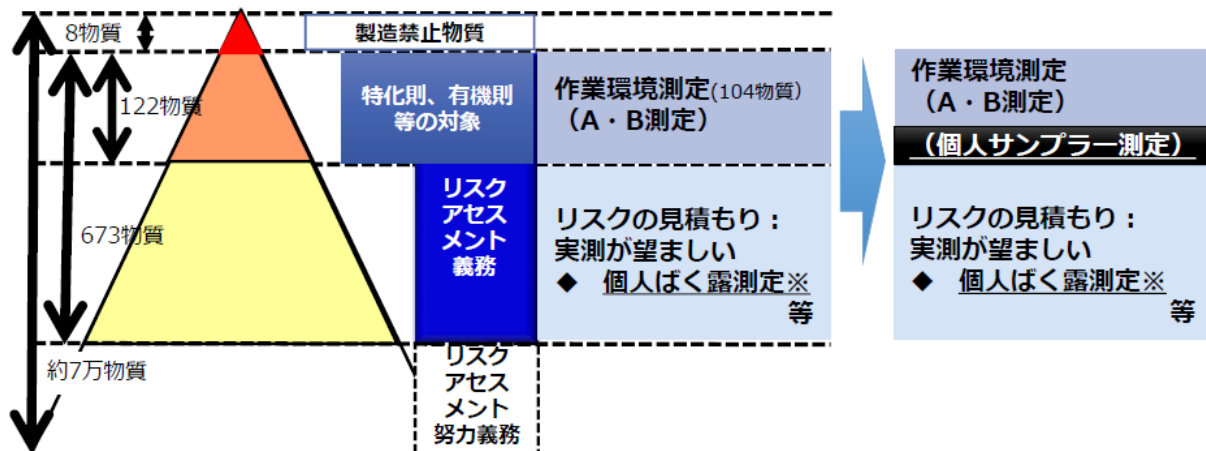 8物質
122物質
673物質
約7万物質
製造禁止物質
特化則、有機則
等の対象
リスク
アセス
メント
義務
リスク
アセス
メント
努力義務
作業環境測定(104物質)
(A・B測定)
リスクの見積もり：
実測が望ましい
◆ 個人ばく露測定※
等
作業環境測定
(A・B測定)
(個人サンプラー測定)
リスクの見積もり：
実測が望ましい
◆ 個人ばく露測定※
等